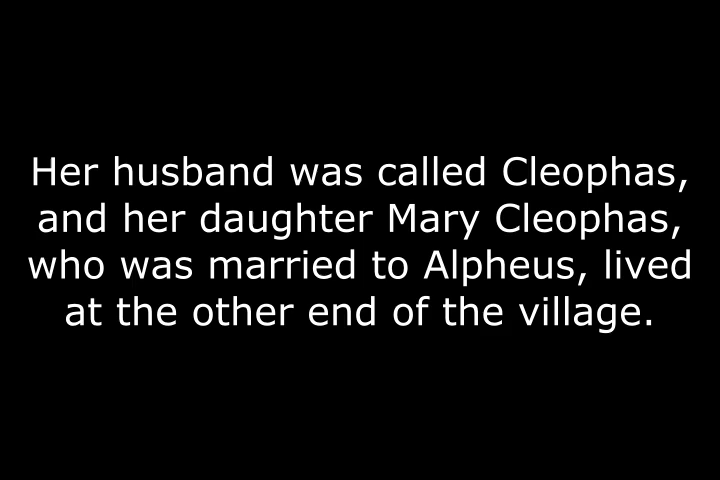 Her husband was called Cleophas,
and her daughter Mary Cleophas,
who was married to Alpheus, lived
at the other end of the village.